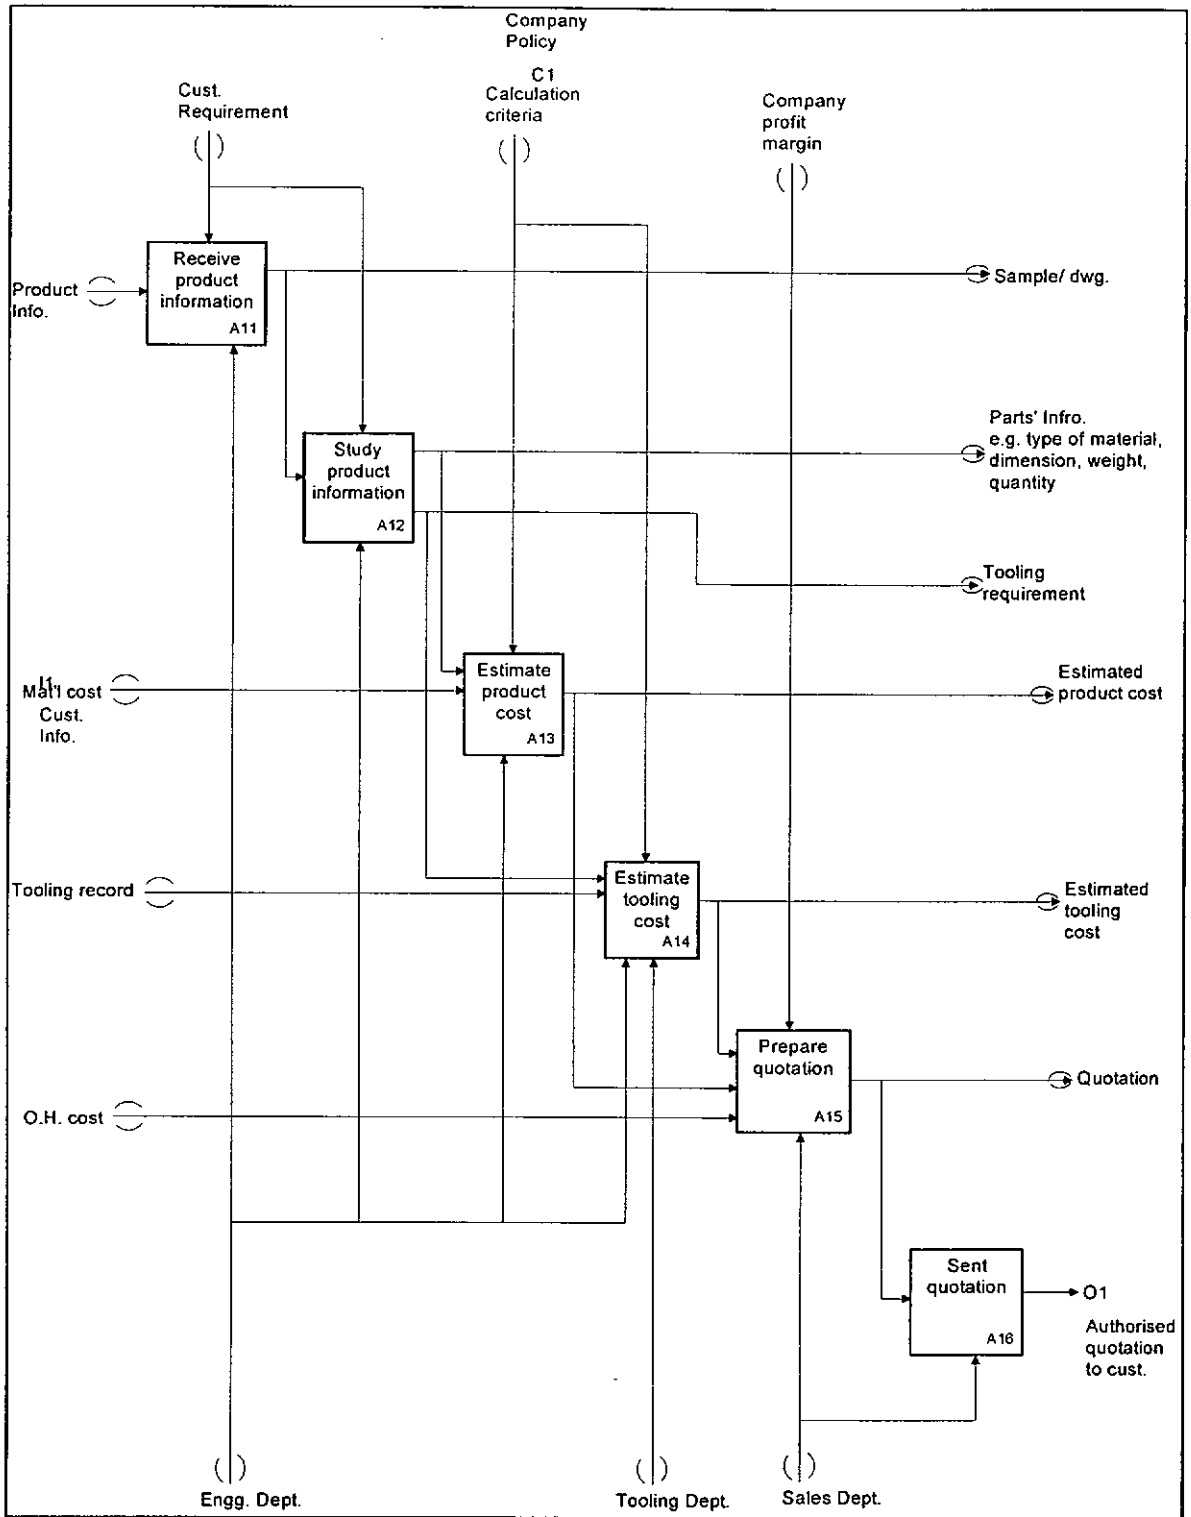 Company
Policy
C1
Cust.
Requirement
Calculation
criteria
Company
profit
margin
Receive
product
information
A11
Product
Info.
Sample/ dwg.
Study
product
information
A12
Parts' Infro.
e.g. type of material,
dimension, weight,
quantity
Tooling
requirement
Estimate
product
cost
A13
I1
Mat'l cost
Cust.
Info.
Estimated
product cost
Estimate
tooling
cost
A14
Tooling record
Estimated
tooling
cost
Prepare
quotation
A15
Quotation
O.H. cost
Sent
quotation
A16
O1
Authorised
quotation
to cust.
Engg. Dept.
Tooling Dept.
Sales Dept.